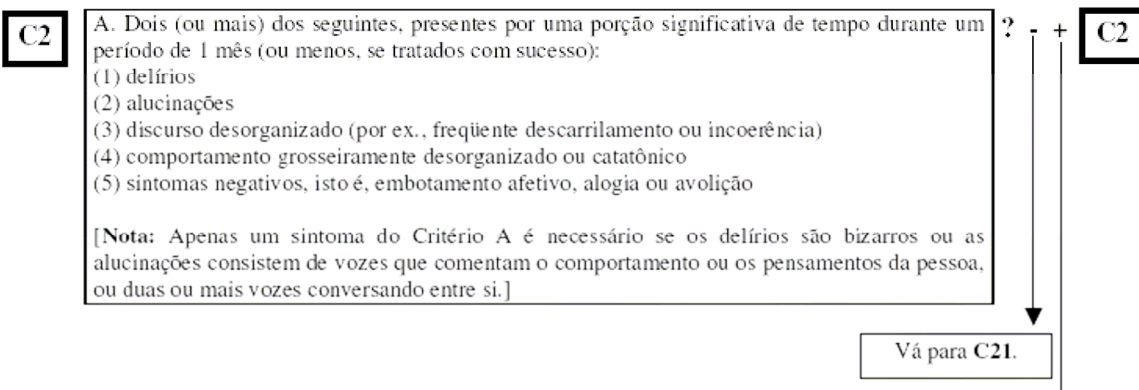 C2
A. Dois (ou mais) dos seguintes, presentes por uma porção significativa de tempo durante um
período de 1 mês (ou menos, se tratados com sucesso):
(1) delírios
(2) alucinações
(3) discurso desorganizado (por ex., freqüente descarrilamento ou incoerência)
(4) comportamento grosseiramente desorganizado ou catatônico
(5) sintomas negativos, isto é, embotamento afetivo, alogia ou avolição
[Nota: Apenas um sintoma do Critério A é necessário se os delírios são bizarros ou as
alucinações consistem de vozes que comentam o comportamento ou os pensamentos da pessoa,
ou duas ou mais vozes conversando entre si.]
? - +
C2
Vá para C21.